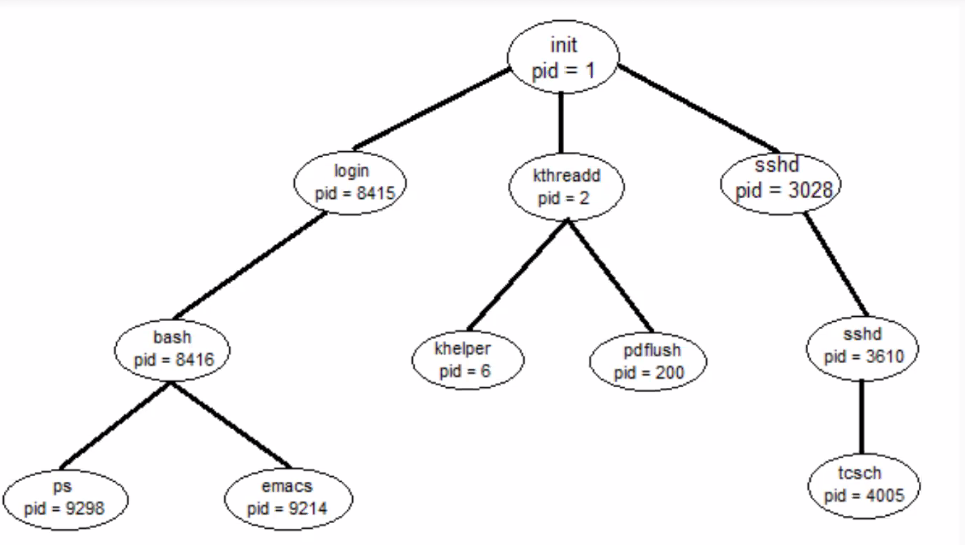 init
pid = 1
login
pid = 8415
kthreadd
pid = 2
sshd
pid = 3028
bash
pid = 8416
khelper
pid = 6
pdflush
pid = 200
sshd
pid = 3610
ps
pid = 9298
emacs
pid = 9214
tcsch
pid = 4005